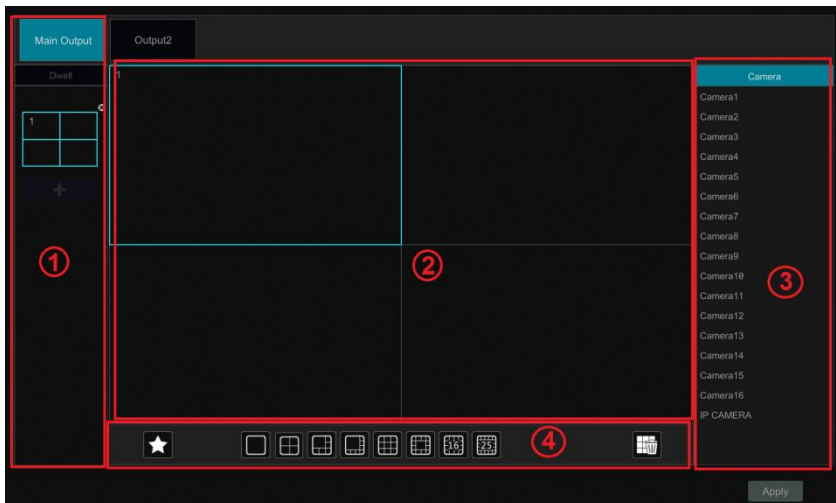 Main Output
Output2
Dwell
1
1
+
①
②
③
④
Camera
Camera1
Camera2
Camera3
Camera4
Camera5
Camera6
Camera7
Camera8
Camera9
Camera10
Camera11
Camera12
Camera13
Camera14
Camera15
Camera16
IP CAMERA
16
25
Apply